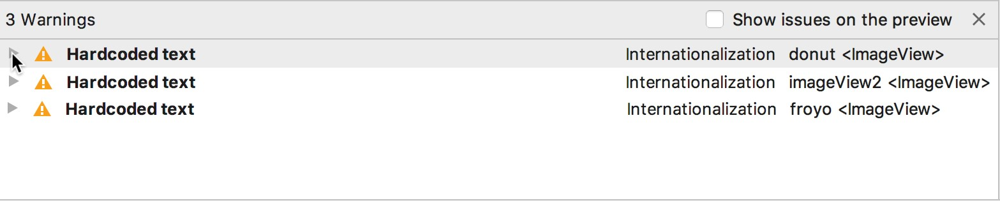 3 Warnings Show issues on the preview
Hardcoded text Internationalization donut <ImageView>
Hardcoded text Internationalization imageView2 <ImageView>
Hardcoded text Internationalization froyo <ImageView>